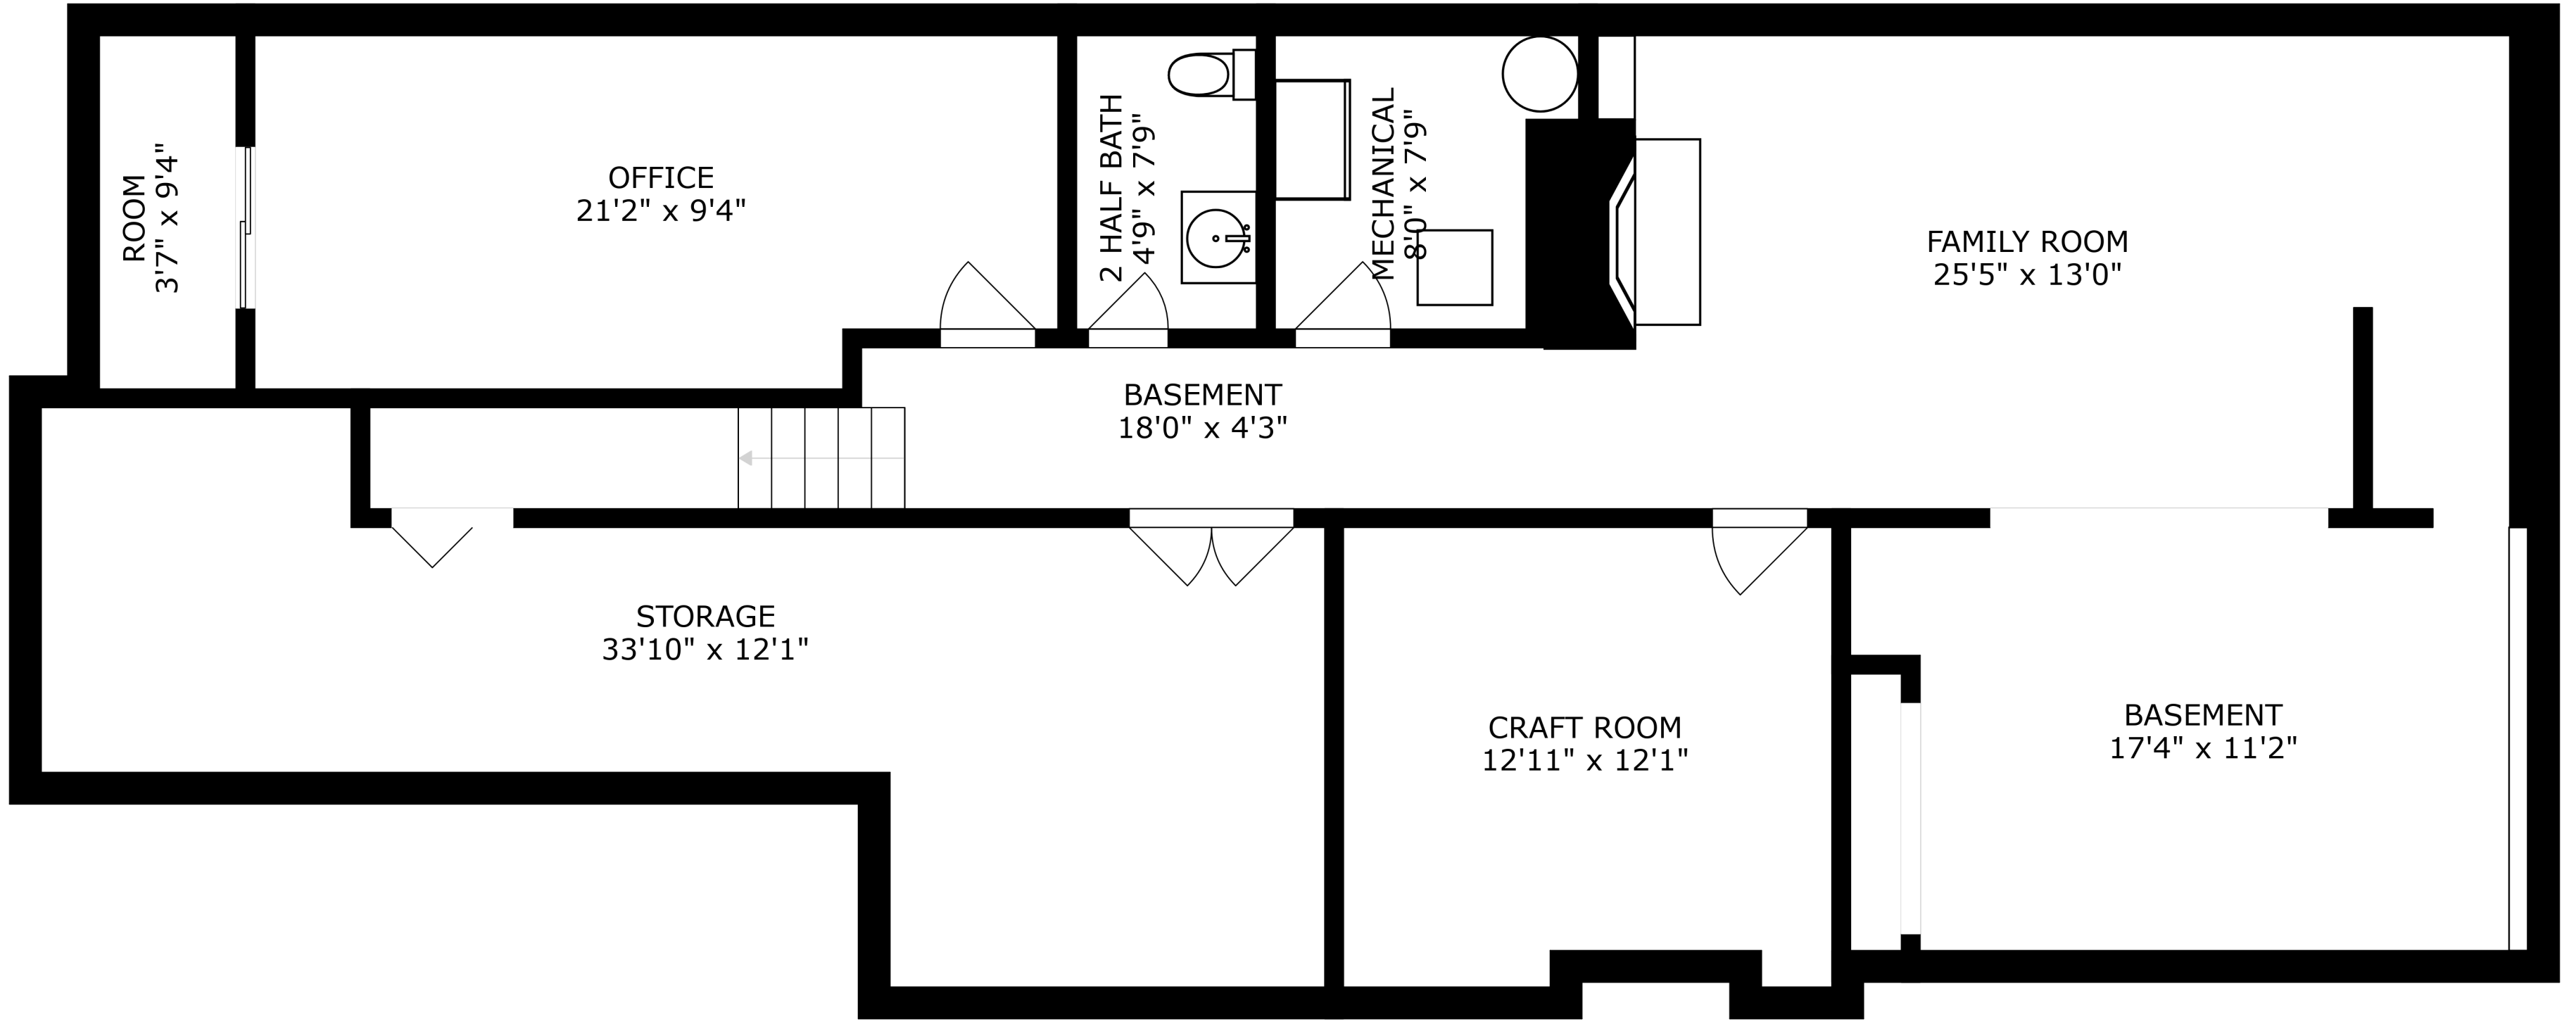 ROOM
3'7" x 9'4"
OFFICE
21'2" x 9'4"
2 HALF BATH
4'9" x 7'9"
MECHANICAL
8'0" x 7'9"
FAMILY ROOM
25'5" x 13'0"
BASEMENT
18'0" x 4'3"
STORAGE
33'10" x 12'1"
CRAFT ROOM
12'11" x 12'1"
BASEMENT
17'4" x 11'2"